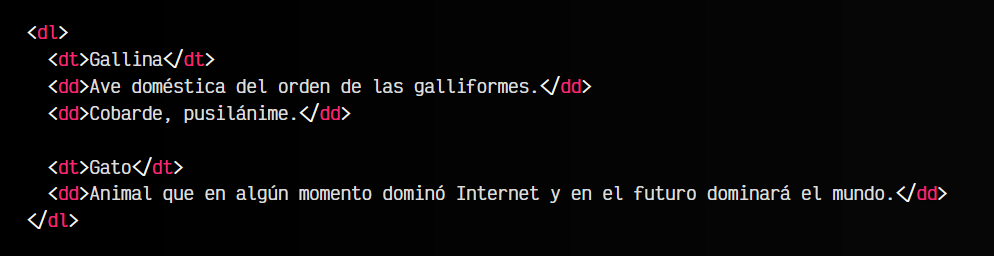 <dl>
<dt>Gallina</dt>
<dd>Ave doméstica del orden de las galliformes.</dd>
<dd>Cobarde, pusilánime.</dd>
<dt>Gato</dt>
<dd>Animal que en algún momento dominó Internet y en el futuro dominará el mundo.</dd>
</dl>